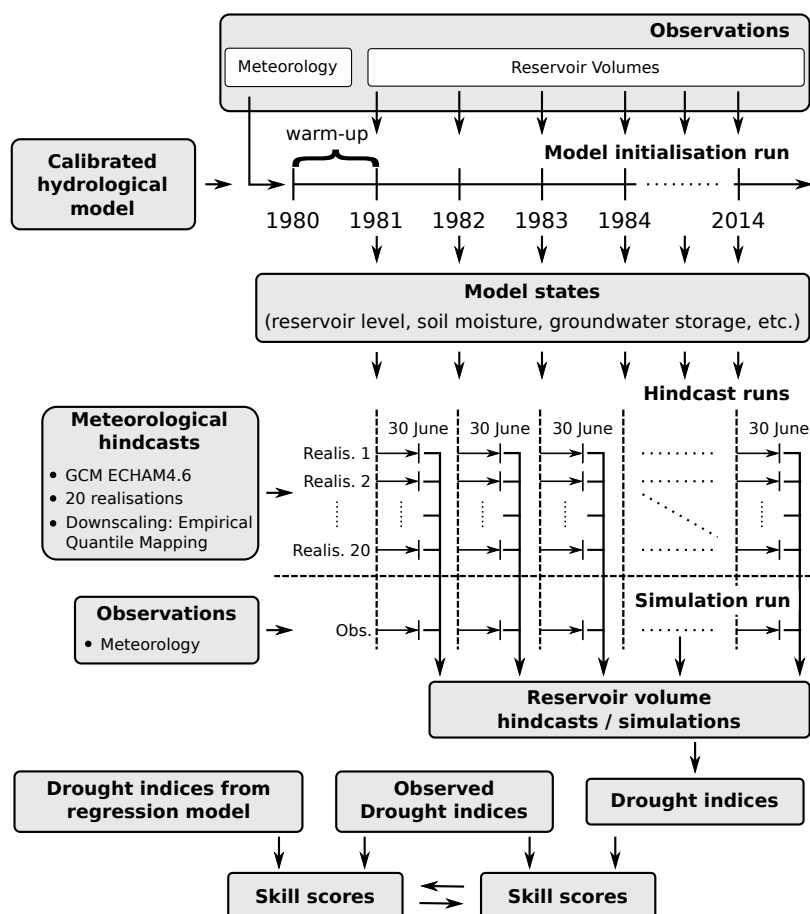 Observations
Meteorology
Reservoir Volumes
warm-up
Model initialisation run
Calibrated
hydrological
model
1980
1981
1982
1983
1984
2014
Model states
(reservoir level, soil moisture, groundwater storage, etc.)
Hindcast runs
Meteorological
hindcasts
• GCM ECHAM4.6
• 20 realisations
• Downscaling: Empirical
Quantile Mapping
30 June
30 June
30 June
30 June
Realis. 1
Realis. 2
Realis. 20
Simulation run
Observations
• Meteorology
Obs.
Reservoir volume
hindcasts / simulations
Drought indices from
regression model
Observed
Drought indices
Drought indices
Skill scores
Skill scores